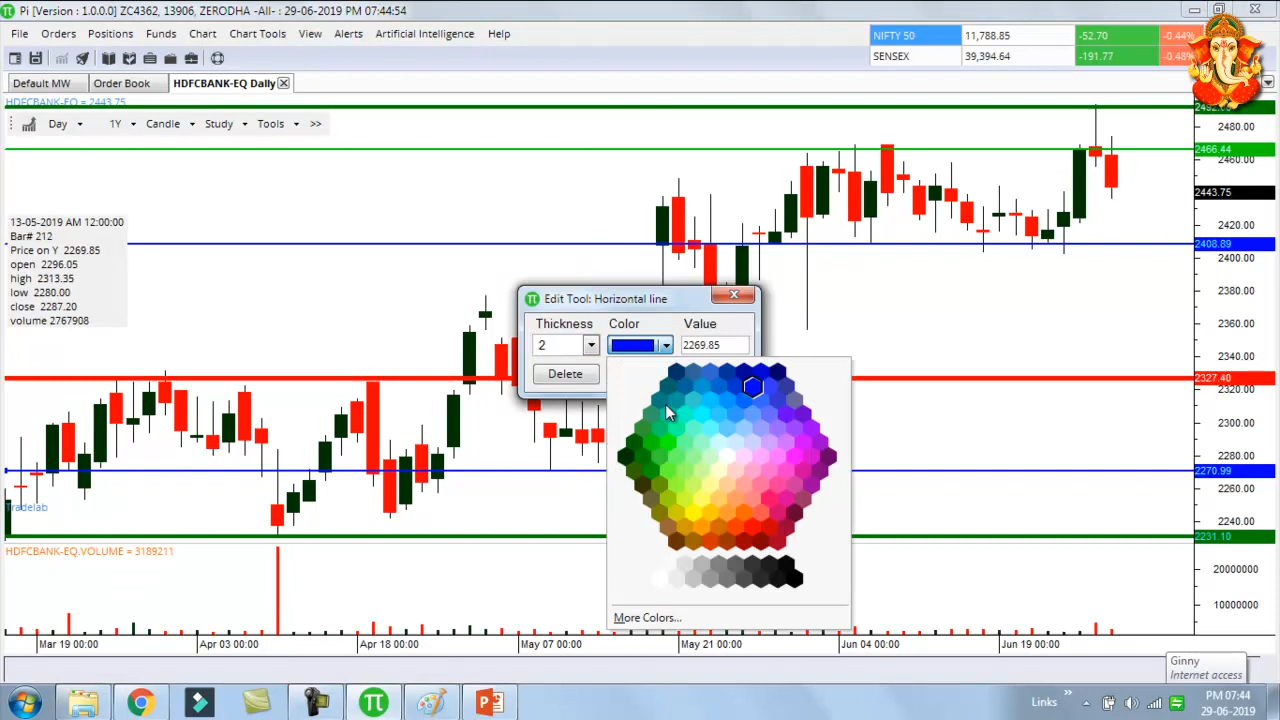 Pi [Version : 1.0.0.0] ZC4362, 13906, ZERODHA -All- : 29-06-2019 PM 07:44:54
File Orders Positions Funds Chart Chart Tools View Alerts Artificial Intelligence Help
NIFTY 50 11,788.85 -52.70 -0.44%
SENSEX 39,394.64 -191.77 -0.48%
Default MW Order Book HDFCBANK-EQ Daily
HDFCBANK-EQ = 2443.75
Day 1Y Candle Study Tools >>
2480.00
2466.44
2460.00
2443.75
2420.00
2408.89
2400.00
2380.00
2360.00
2340.00
2327.40
2320.00
2300.00
2280.00
2270.99
2260.00
2240.00
2231.10
13-05-2019 AM 12:00:00
Bar# 212
Price on Y 2269.85
open 2296.05
high 2313.35
low 2280.00
close 2287.20
volume 2767908
Edit Tool: Horizontal line
Thickness Color Value
2 2269.85
Delete
More Colors...
Tradelab
HDFCBANK-EQ.VOLUME = 3189211
20000000
10000000
Mar 19 00:00 Apr 03 00:00 Apr 18 00:00 May 07 00:00 May 21 00:00 Jun 04 00:00 Jun 19 00:00
Ginny
Internet access
Links »
PM 07:44
29-06-2019